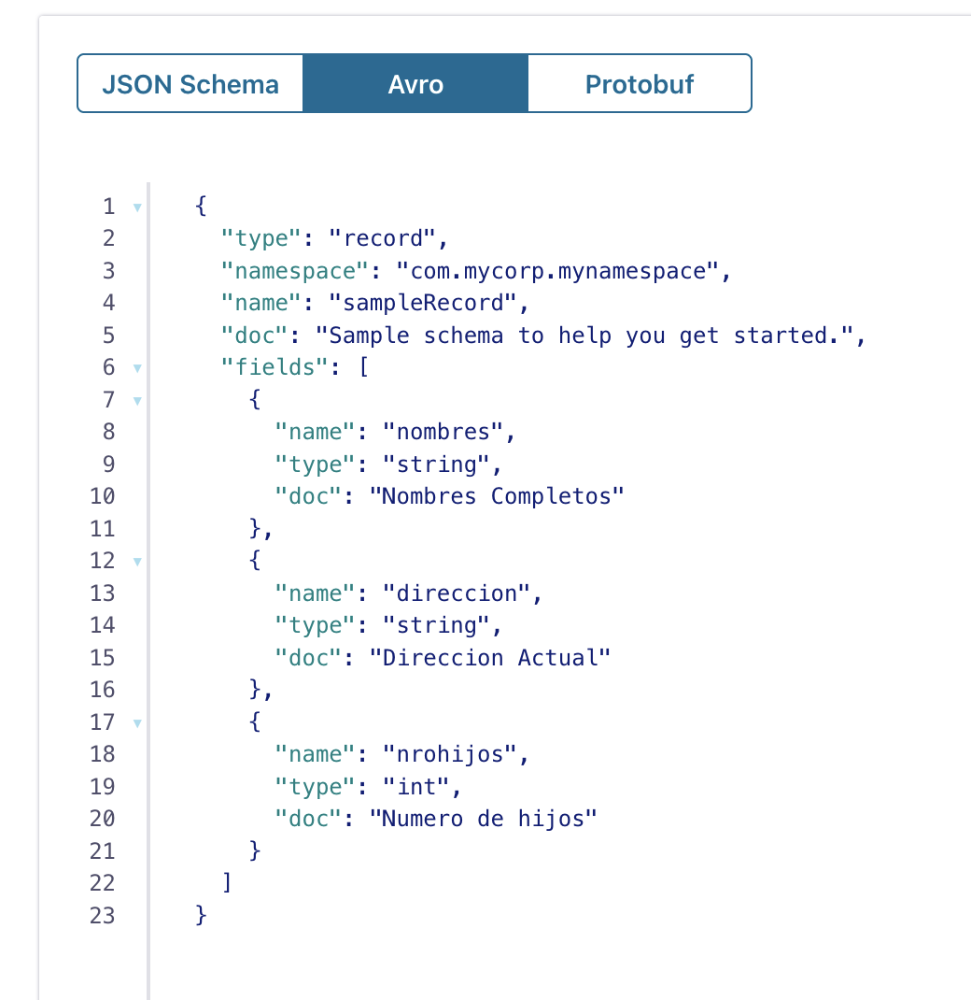 JSON Schema Avro Protobuf
1 {
2 "type": "record",
3 "namespace": "com.mycorp.mynamespace",
4 "name": "sampleRecord",
5 "doc": "Sample schema to help you get started.",
6 "fields": [
7 {
8 "name": "nombres",
9 "type": "string",
10 "doc": "Nombres Completos"
11 },
12 {
13 "name": "direccion",
14 "type": "string",
15 "doc": "Direccion Actual"
16 },
17 {
18 "name": "nrohijos",
19 "type": "int",
20 "doc": "Numero de hijos"
21 }
22 ]
23 }